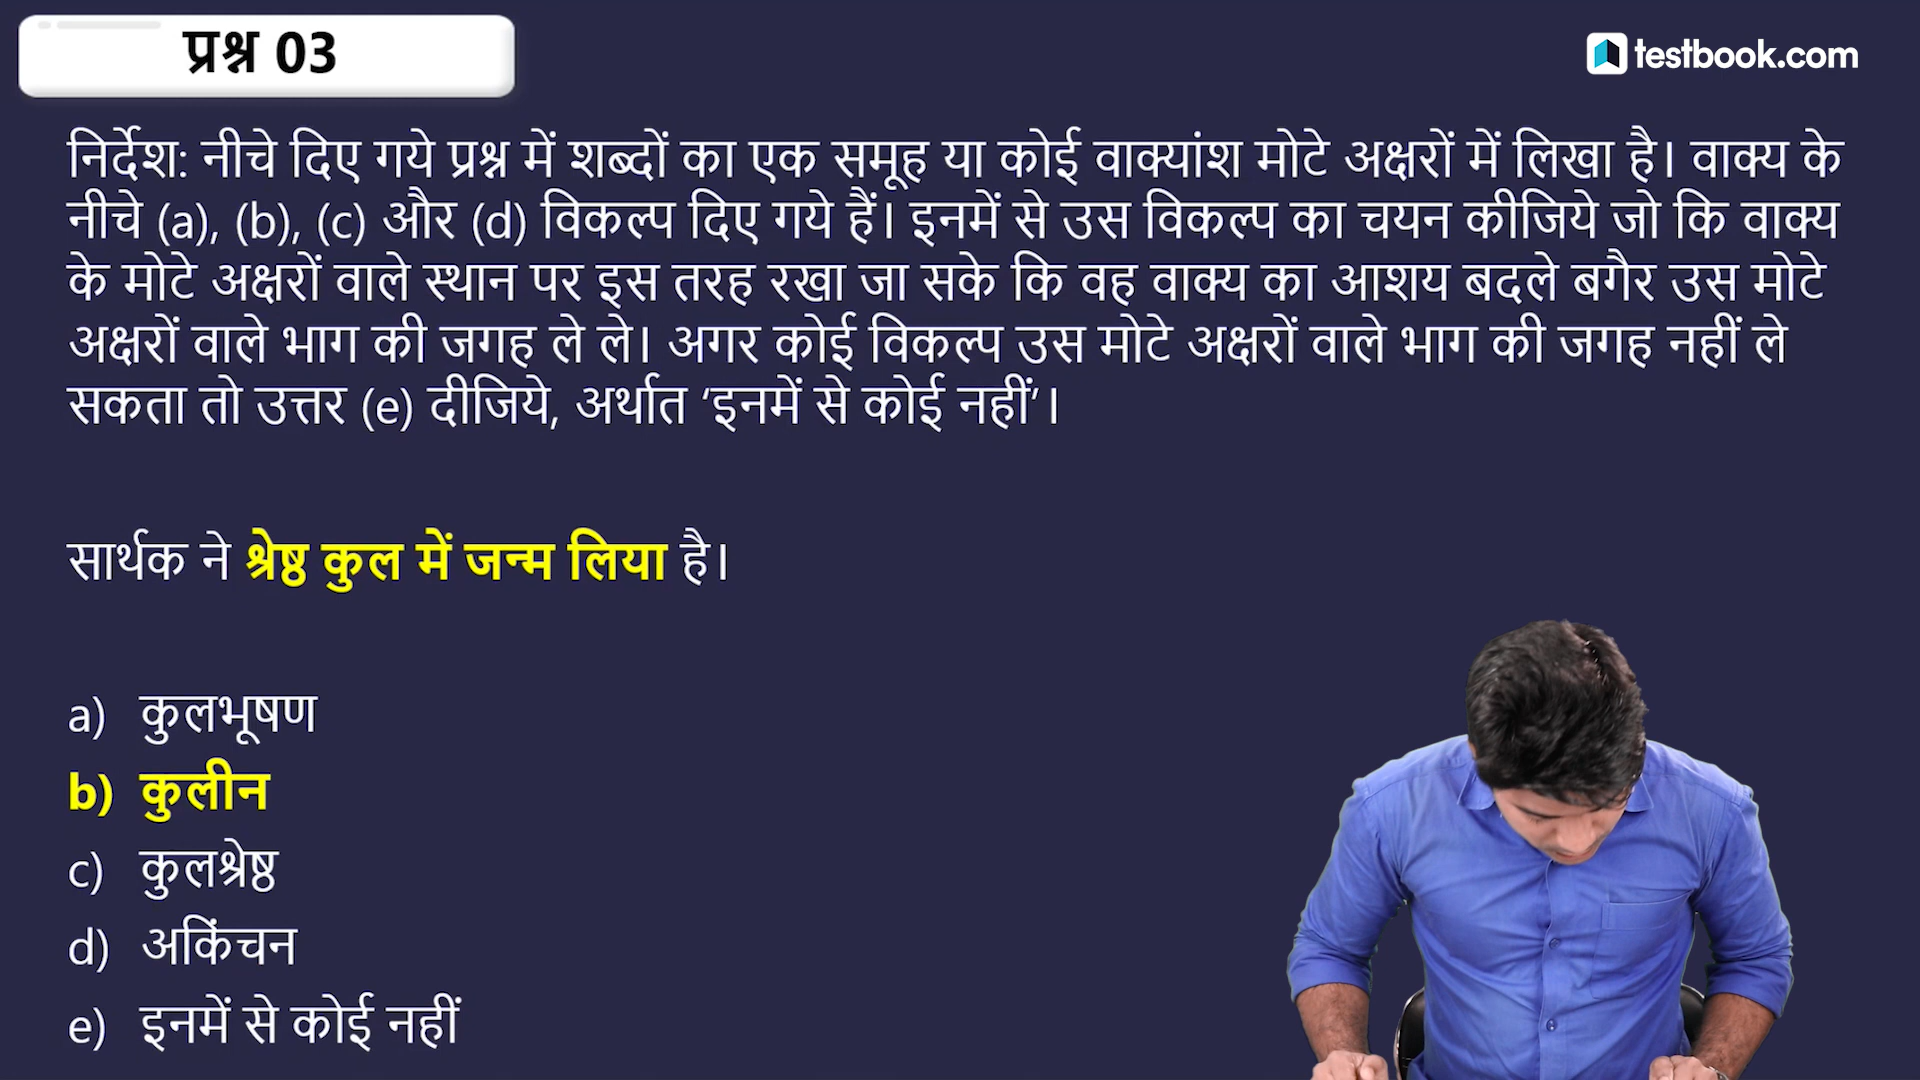 प्रश्न 03
testbook.com
निर्देश: नीचे दिए गये प्रश्न में शब्दों का एक समूह या कोई वाक्यांश मोटे अक्षरों में लिखा है। वाक्य के
नीचे (a), (b), (c) और (d) विकल्प दिए गये हैं। इनमें से उस विकल्प का चयन कीजिये जो कि वाक्य
के मोटे अक्षरों वाले स्थान पर इस तरह रखा जा सके कि वह वाक्य का आशय बदले बगैर उस मोटे
अक्षरों वाले भाग की जगह ले ले। अगर कोई विकल्प उस मोटे अक्षरों वाले भाग की जगह नहीं ले
सकता तो उत्तर (e) दीजिये, अर्थात ‘इनमें से कोई नहीं’।
सार्थक ने श्रेष्ठ कुल में जन्म लिया है।
a) कुलभूषण
b) कुलीन
c) कुलश्रेष्ठ
d) अकिंचन
e) इनमें से कोई नहीं